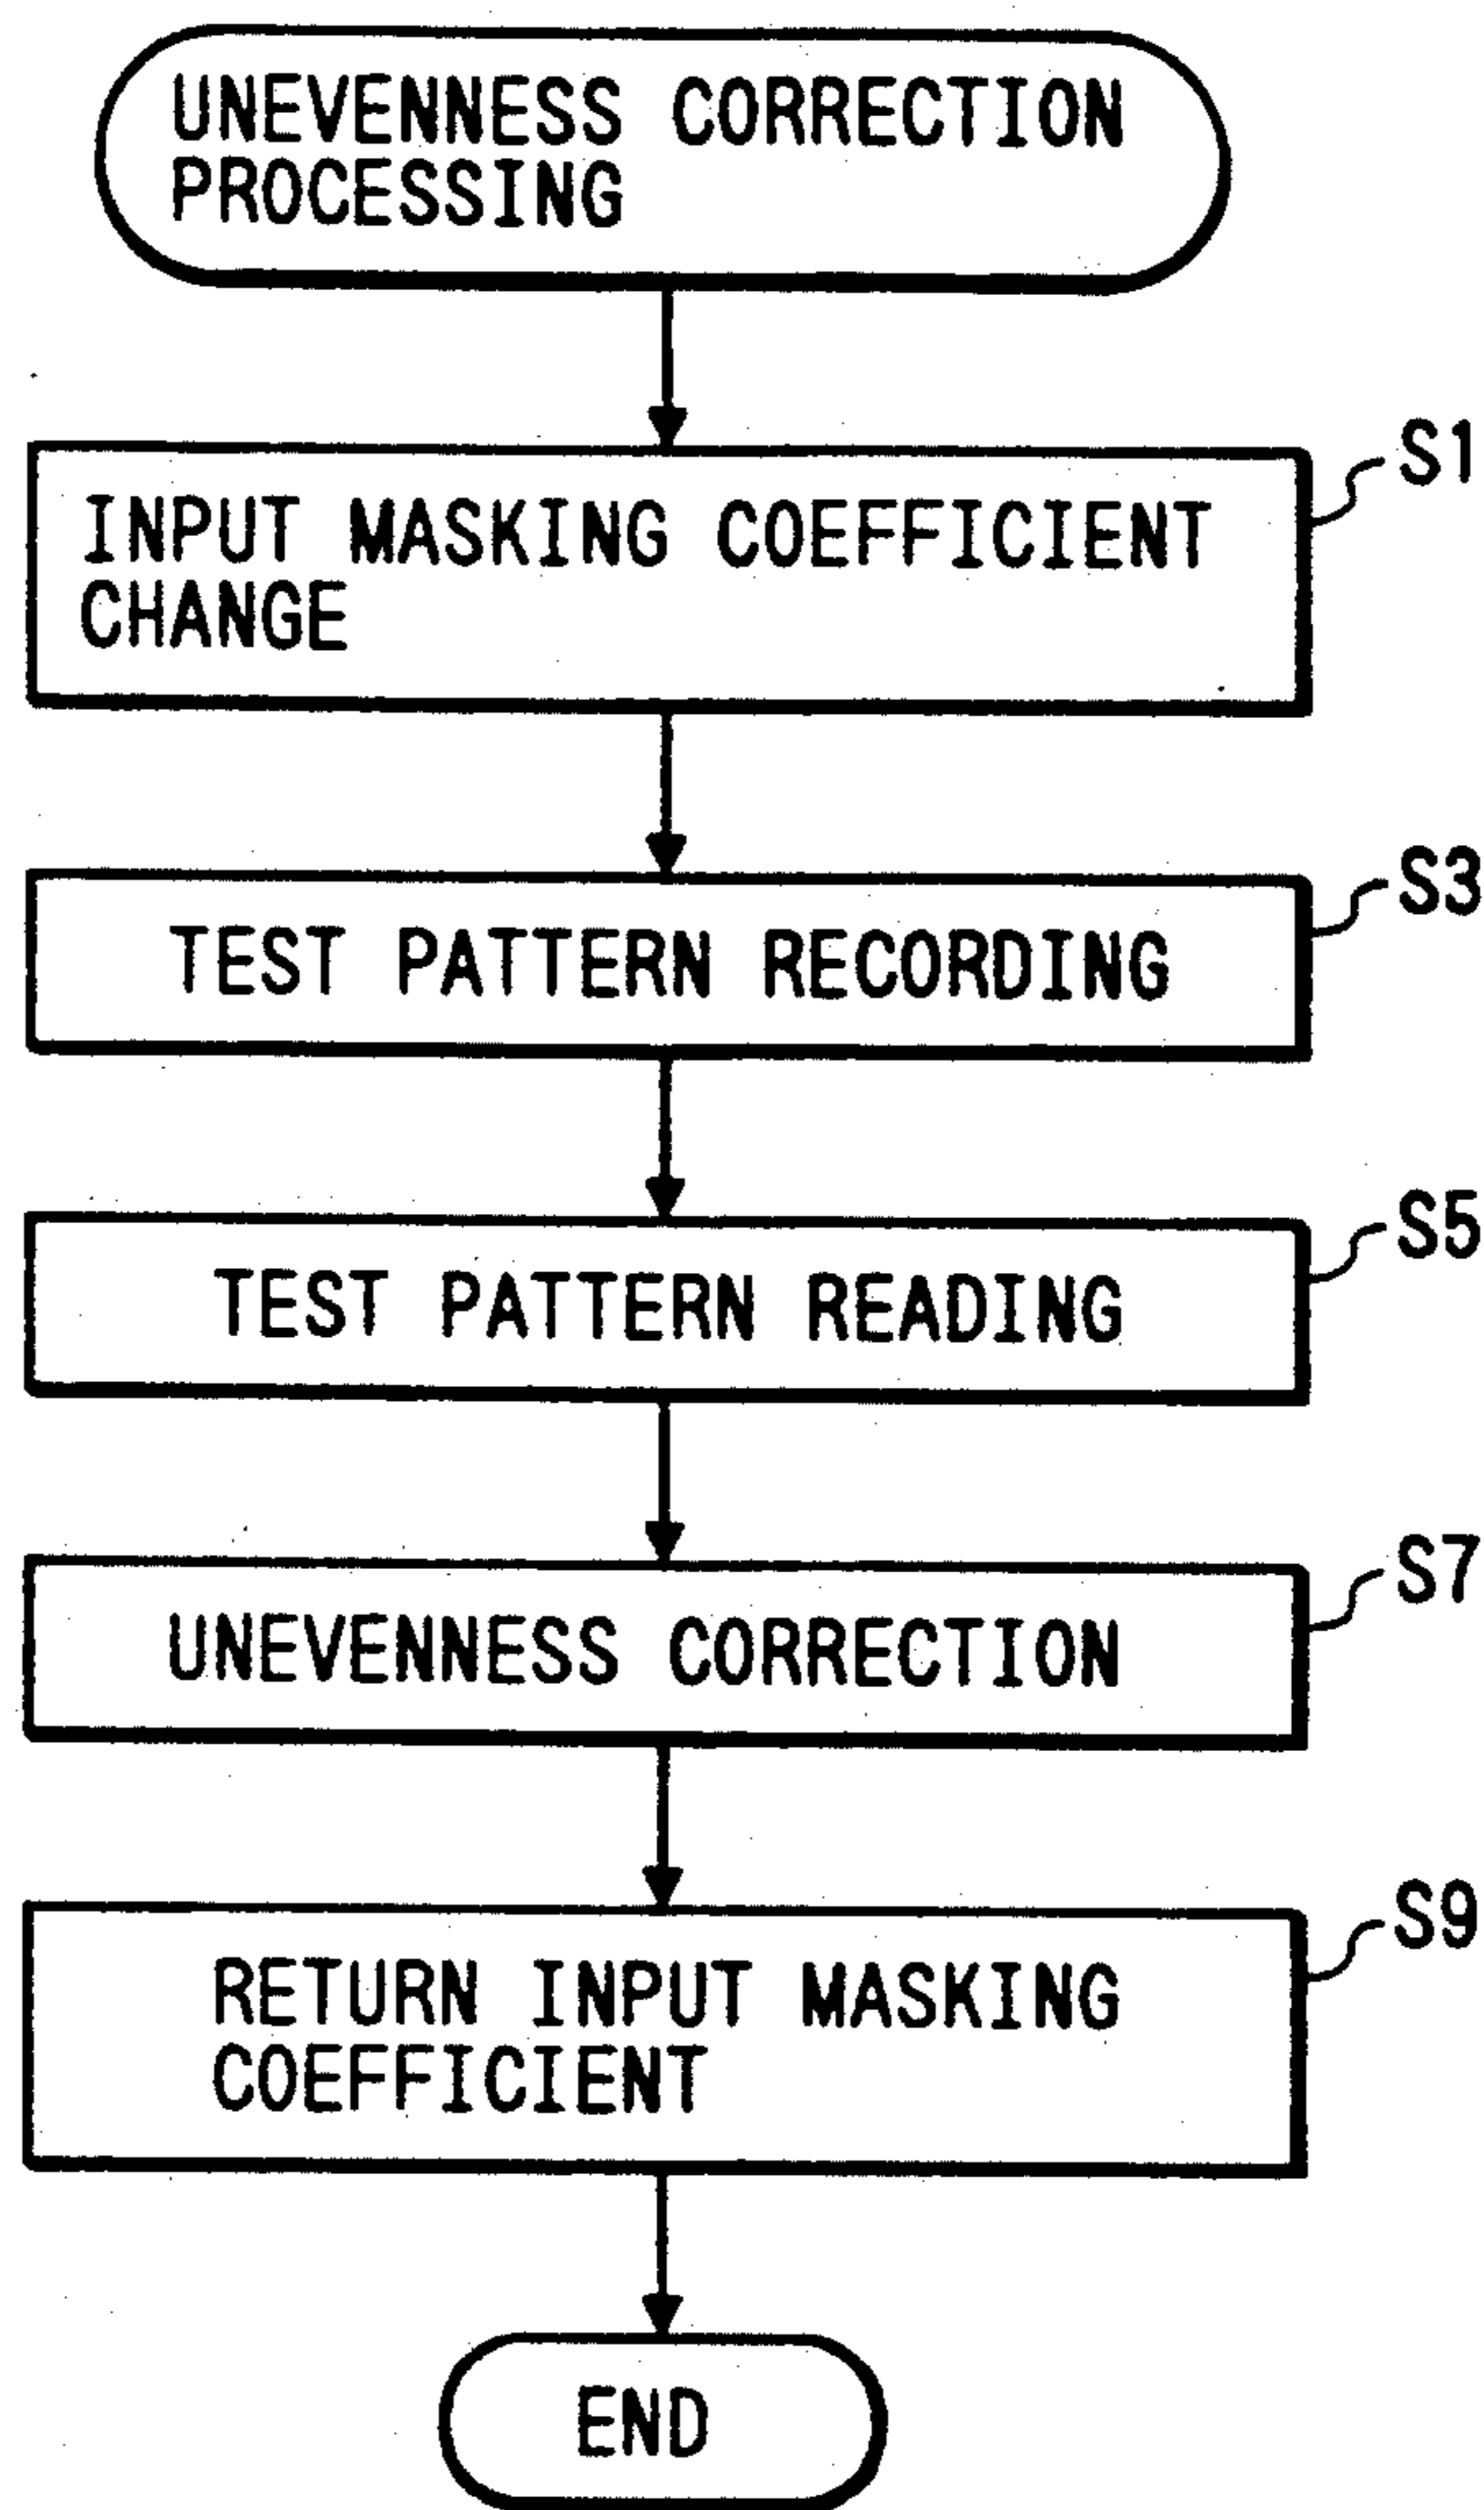 UNEVENNESS CORRECTION
PROCESSING
S1
INPUT MASKING COEFFICIENT
CHANGE
S3
TEST PATTERN RECORDING
S5
TEST PATTERN READING
S7
UNEVENNESS CORRECTION
S9
RETURN INPUT MASKING
COEFFICIENT
END